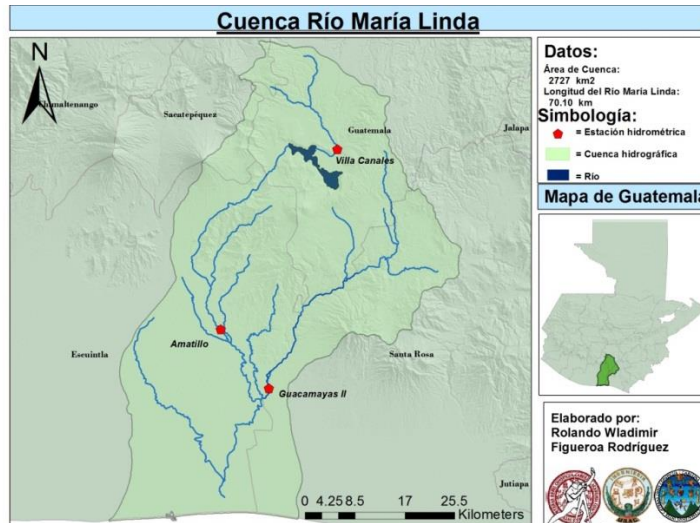 Cuenca Río María Linda
N
Chimaltenango
Sacatepéquez
Guatemala
Jalapa
Villa Canales
Amatillo
Escuintla
Santa Rosa
Guacamayas II
Jutiapa
0 4.25 8.5 17 25.5
Kilometers
Datos:
Área de Cuenca:
2727 km2
Longitud del Río María Linda:
70.10 km
Simbología:
= Estación hidrométrica
= Cuenca hidrográfica
= Río
Mapa de Guatemala
Elaborado por:
Rolando Wladimir
Figueroa Rodríguez